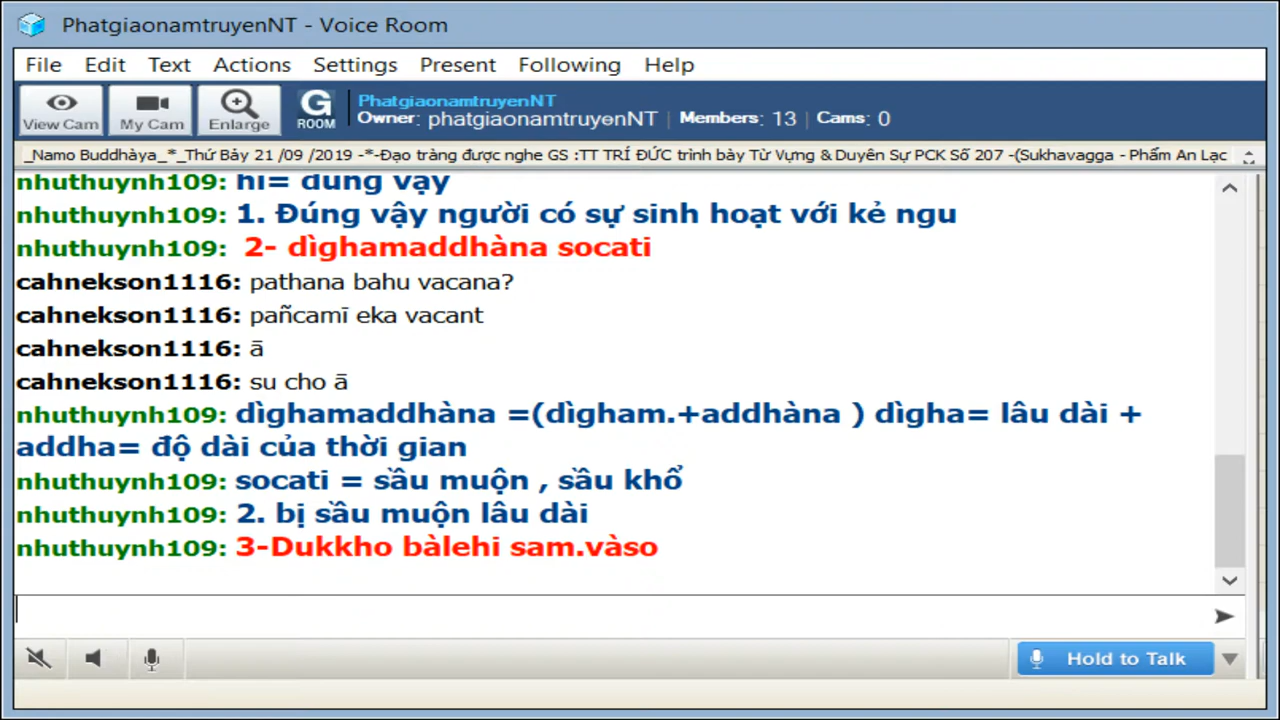 PhatgiaonamtruyenNT - Voice Room
File Edit Text Actions Settings Present Following Help
View Cam My Cam Enlarge G ROOM
PhatgiaonamtruyenNT
Owner: phatgiaonamtruyenNT | Members: 13 | Cams: 0
_Namo Buddhàya_*_Thứ Bảy 21 /09 /2019 -*-Đạo tràng được nghe GS :TT TRÍ ĐỨC trình bày Từ Vựng & Duyên Sự PCK Số 207 -(Sukhavagga - Phẩm An Lạc
nhuthuynh109: hi= đúng vậy
nhuthuynh109: 1. Đúng vậy người có sự sinh hoạt với kẻ ngu
nhuthuynh109: 2- dìghamaddhàna socati
cahnekson1116: pathana bahu vacana?
cahnekson1116: pañcamī eka vacant
cahnekson1116: ā
cahnekson1116: su cho ā
nhuthuynh109: dìghamaddhàna =(dìgham.+addhàna ) dìgha= lâu dài +
addha= độ dài của thời gian
nhuthuynh109: socati = sầu muộn , sầu khổ
nhuthuynh109: 2. bị sầu muộn lâu dài
nhuthuynh109: 3-Dukkho bàlehi sam.vàso
Hold to Talk